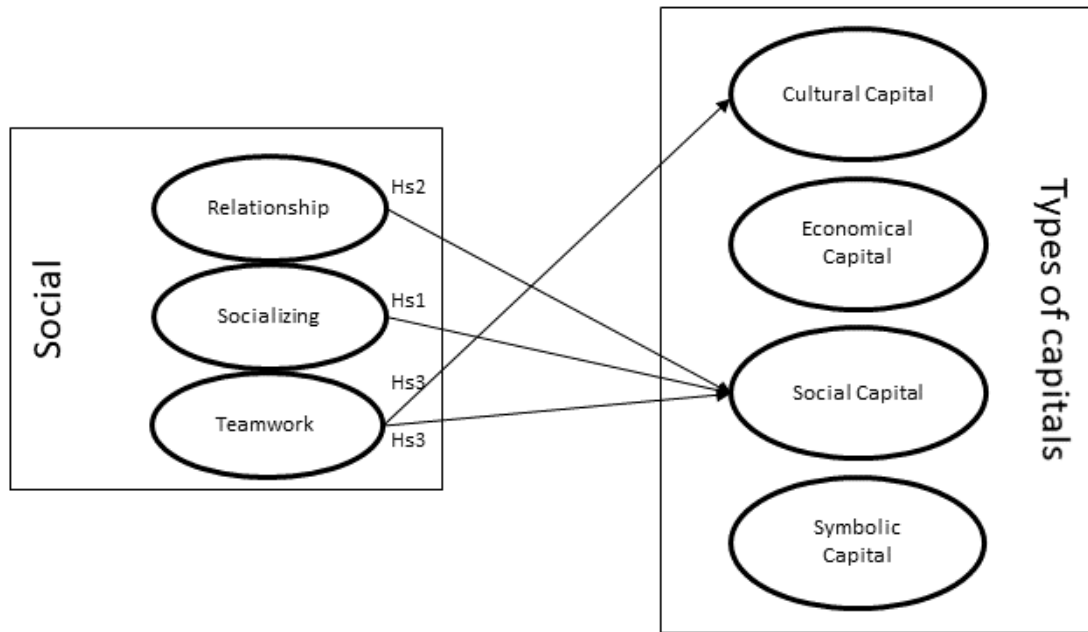 Social
Relationship
Socializing
Teamwork
Hs2
Hs1
Hs3
Hs3
Cultural Capital
Economical
Capital
Social Capital
Symbolic
Capital
Types of capitals